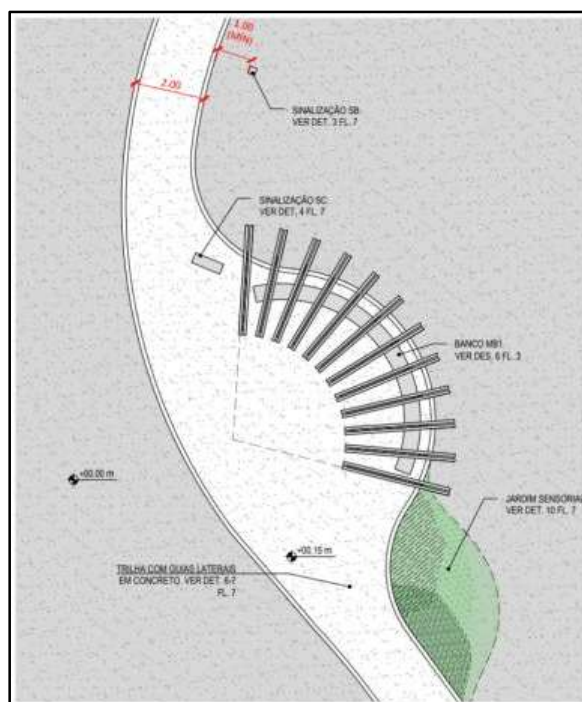 1.00
(MIN)
2.00
SINALIZAÇÃO SB:
VER DET. 3 FL. 7
SINALIZAÇÃO SC:
VER DET. 4 FL. 7
BANCO MB1:
VER DES. 6 FL. 3
+00.00 m
JARDIM SENSORIAL
VER DET. 10 FL. 7
+00.15 m
TRILHA COM GUIAS LATERAIS
EM CONCRETO. VER DET. 6-7
FL. 7